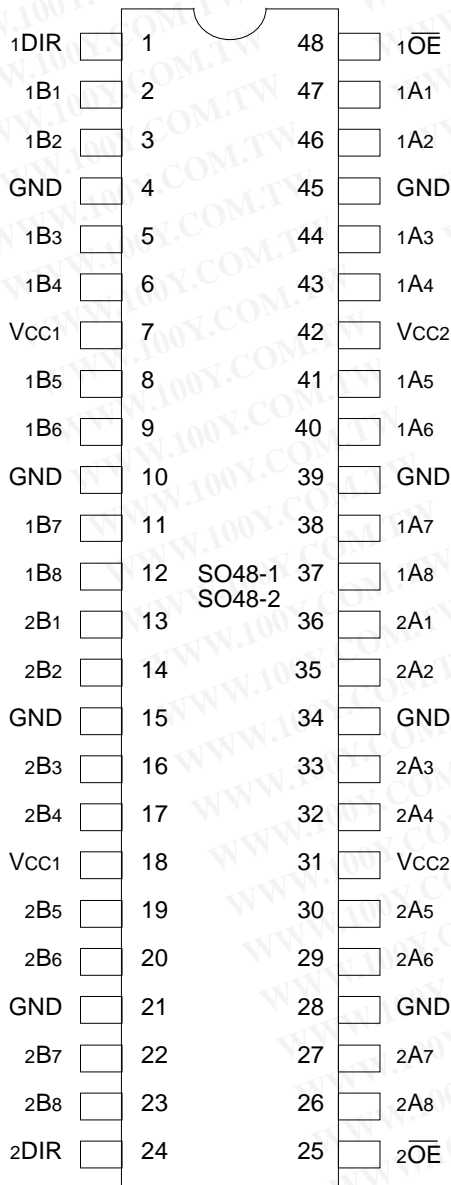 1DIR 1 48 1OE
1B1 2 47 1A1
1B2 3 46 1A2
GND 4 45 GND
1B3 5 44 1A3
1B4 6 43 1A4
VCC1 7 42 VCC2
1B5 8 41 1A5
1B6 9 40 1A6
GND 10 39 GND
1B7 11 38 1A7
1B8 12 SO48-1 37 1A8
SO48-2
2B1 13 36 2A1
2B2 14 35 2A2
GND 15 34 GND
2B3 16 33 2A3
2B4 17 32 2A4
VCC1 18 31 VCC2
2B5 19 30 2A5
2B6 20 29 2A6
GND 21 28 GND
2B7 22 27 2A7
2B8 23 26 2A8
2DIR 24 25 2OE
WWW.100Y.COM.TW